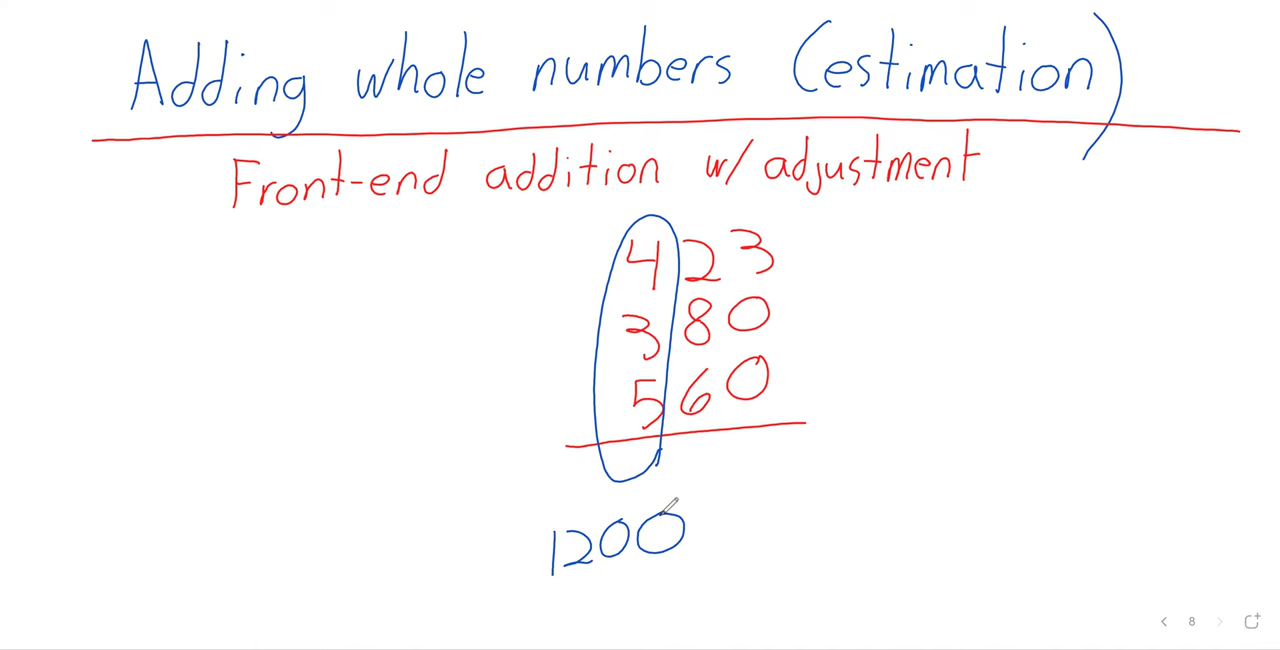 Adding whole numbers (estimation)
Front-end addition w/ adjustment
423
380
560
1200
8